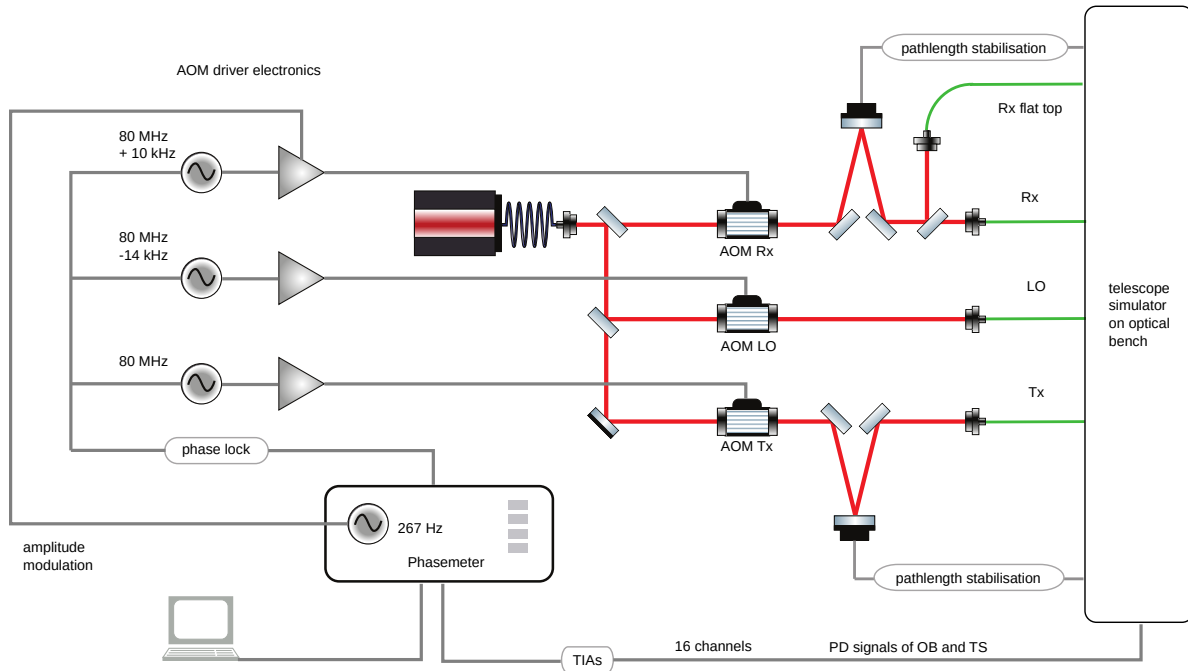 pathlength stabilisation
AOM driver electronics
Rx flat top
80 MHz
+ 10 kHz
Rx
AOM Rx
80 MHz
-14 kHz
LO
telescope
simulator
on optical
bench
AOM LO
80 MHz
Tx
AOM Tx
phase lock
267 Hz
amplitude
modulation
Phasemeter
pathlength stabilisation
TIAs
16 channels
PD signals of OB and TS